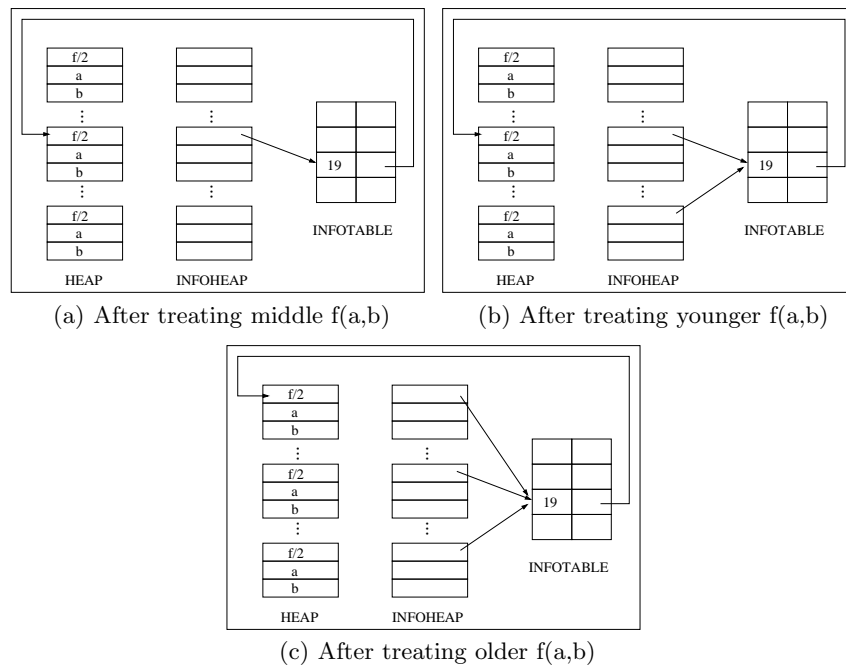 f/2
a
b
f/2
a
b
f/2
a
b
19
INFOTABLE
HEAP INFOHEAP
(a) After treating middle f(a,b)
f/2
a
b
f/2
a
b
f/2
a
b
19
INFOTABLE
HEAP INFOHEAP
(b) After treating younger f(a,b)
f/2
a
b
f/2
a
b
f/2
a
b
19
INFOTABLE
HEAP INFOHEAP
(c) After treating older f(a,b)